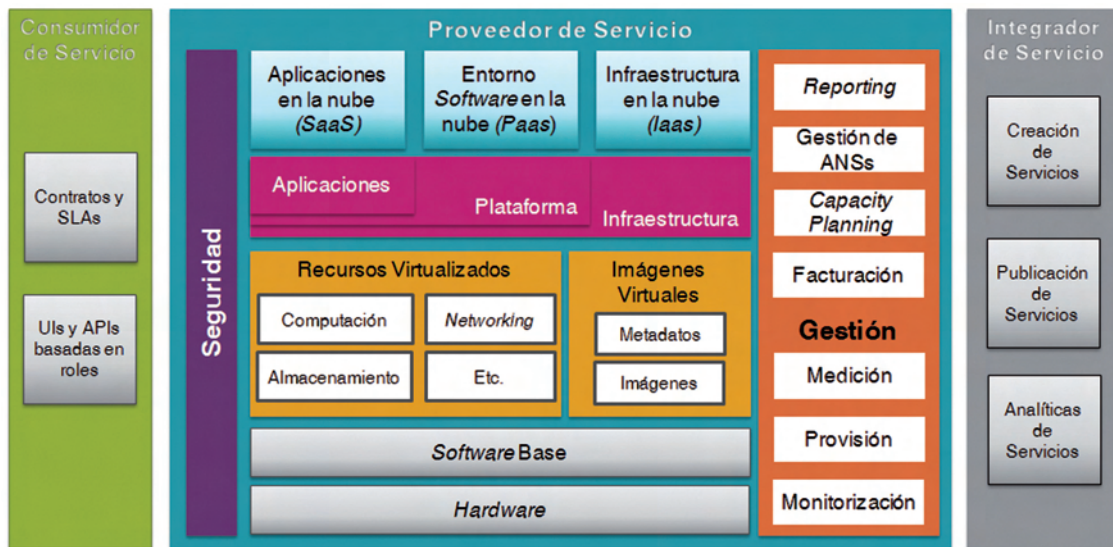 Consumidor
de Servicio
Contratos y
SLAs
UIs y APIs
basadas en
roles
Proveedor de Servicio
Seguridad
Aplicaciones
en la nube
(SaaS)
Entorno
Software en la
nube (Paas)
Infraestructura
en la nube
(Iaas)
Aplicaciones
Plataforma
Infraestructura
Recursos Virtualizados
Computación
Networking
Almacenamiento
Etc.
Imágenes
Virtuales
Metadatos
Imágenes
Software Base
Hardware
Reporting
Gestión de
ANSs
Capacity
Planning
Facturación
Gestión
Medición
Provisión
Monitorización
Integrador
de Servicio
Creación
de
Servicios
Publicación
de
Servicios
Analíticas
de
Servicios